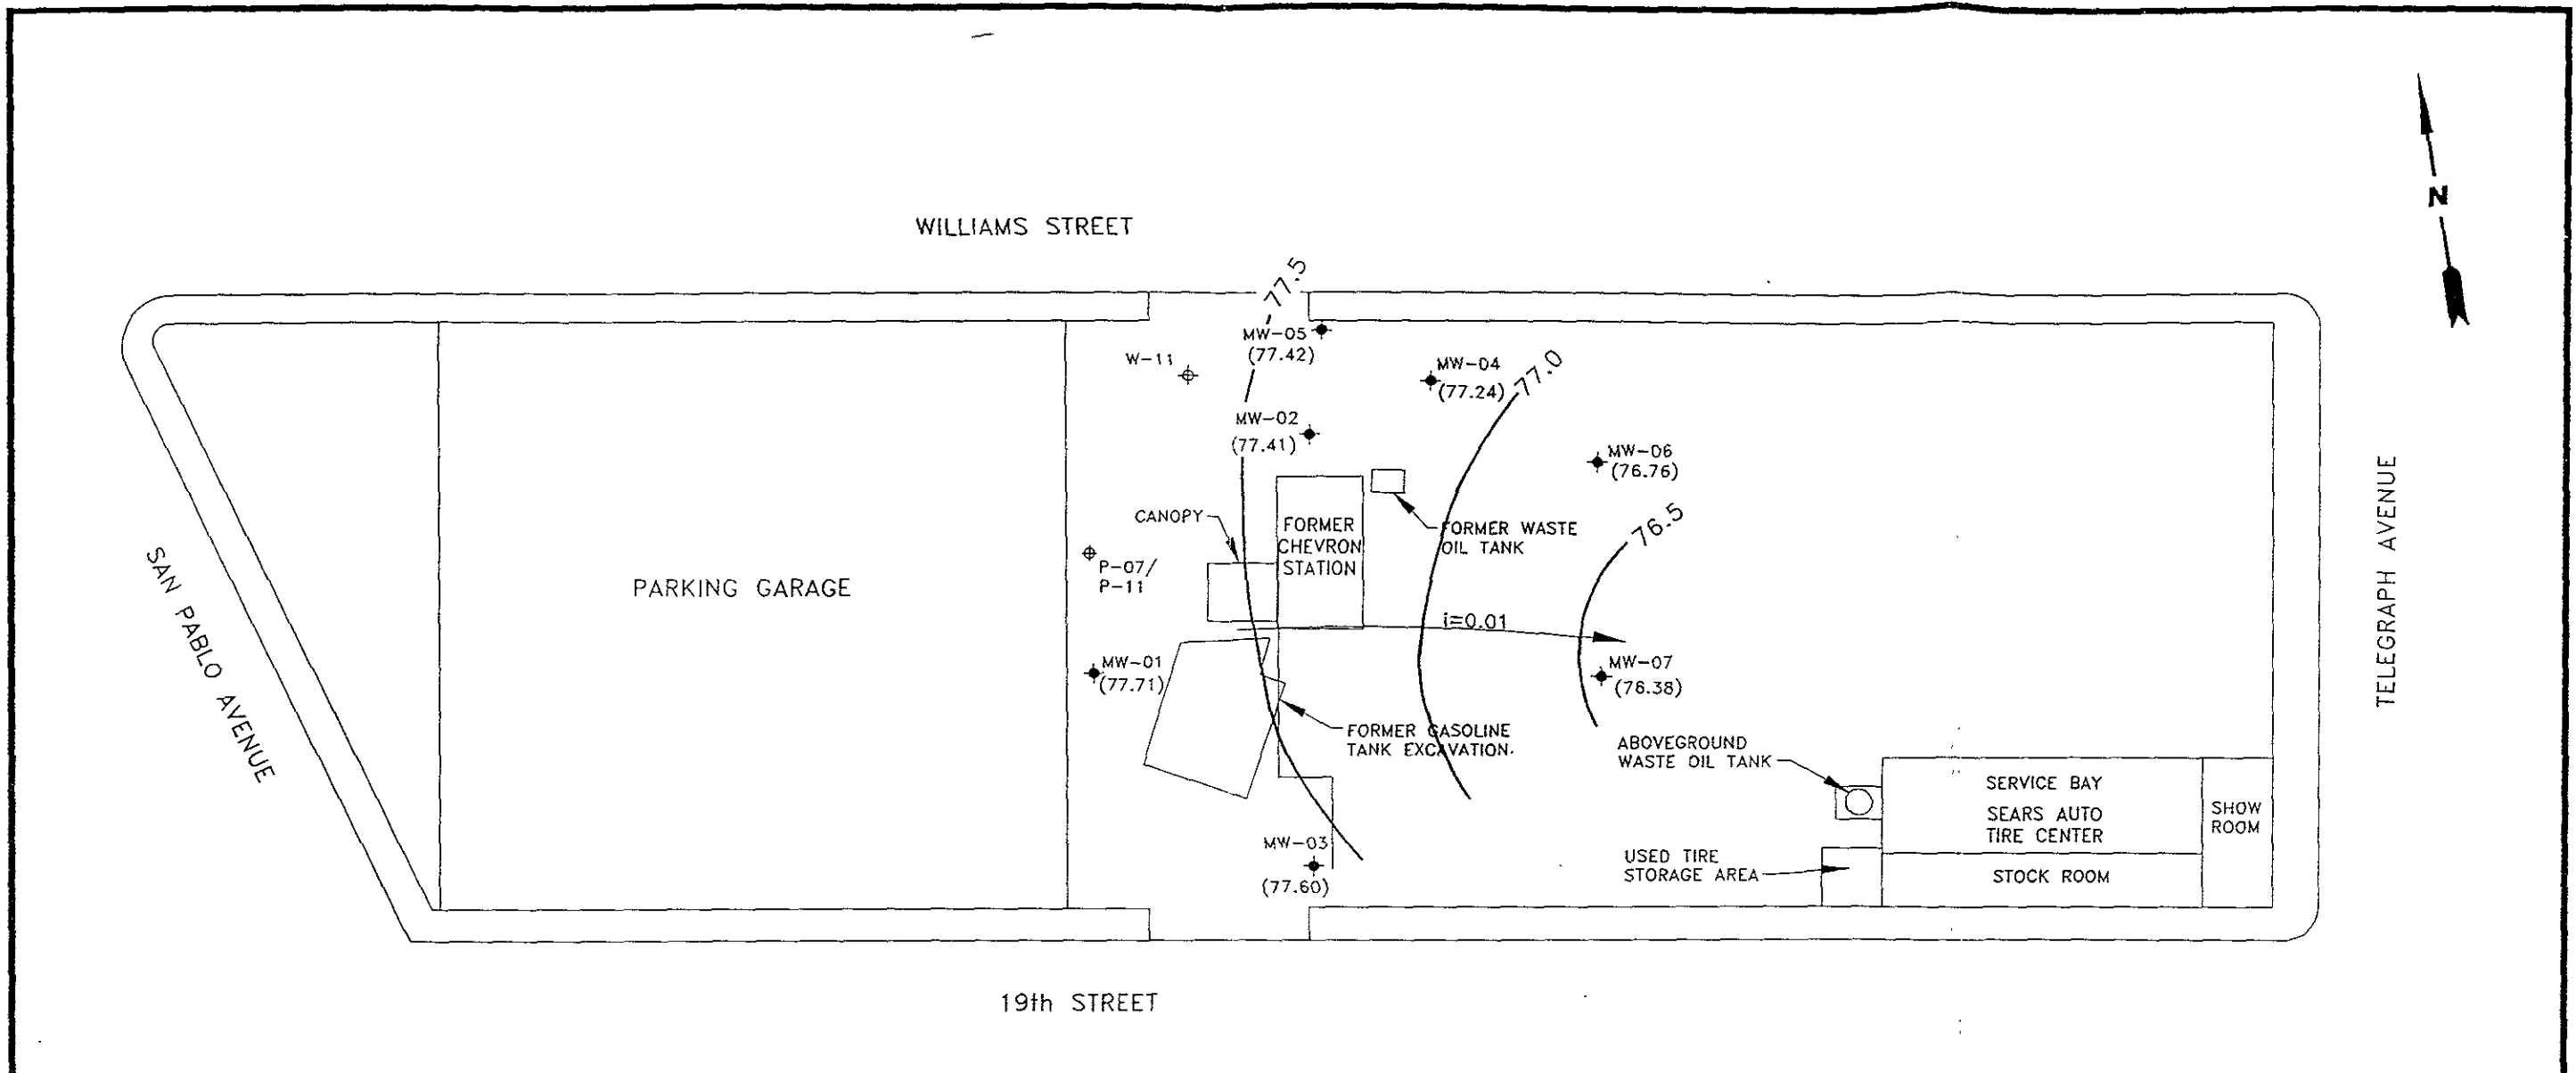 N
WILLIAMS STREET
77.5
MW-05
(77.42)
W-11
MW-04
(77.24)
77.0
MW-02
(77.41)
MW-06
(76.76)
CANOPY
FORMER
CHEVRON
STATION
FORMER WASTE
OIL TANK
76.5
P-07/
P-11
PARKING GARAGE
SAN PABLO AVENUE
TELEGRAPH AVENUE
i=0.01
MW-01
(77.71)
MW-07
(76.38)
FORMER GASOLINE
TANK EXCAVATION.
ABOVEGROUND
WASTE OIL TANK
SERVICE BAY
SEARS AUTO
TIRE CENTER
SHOW
ROOM
MW-03
(77.60)
USED TIRE
STORAGE AREA
STOCK ROOM
19th STREET